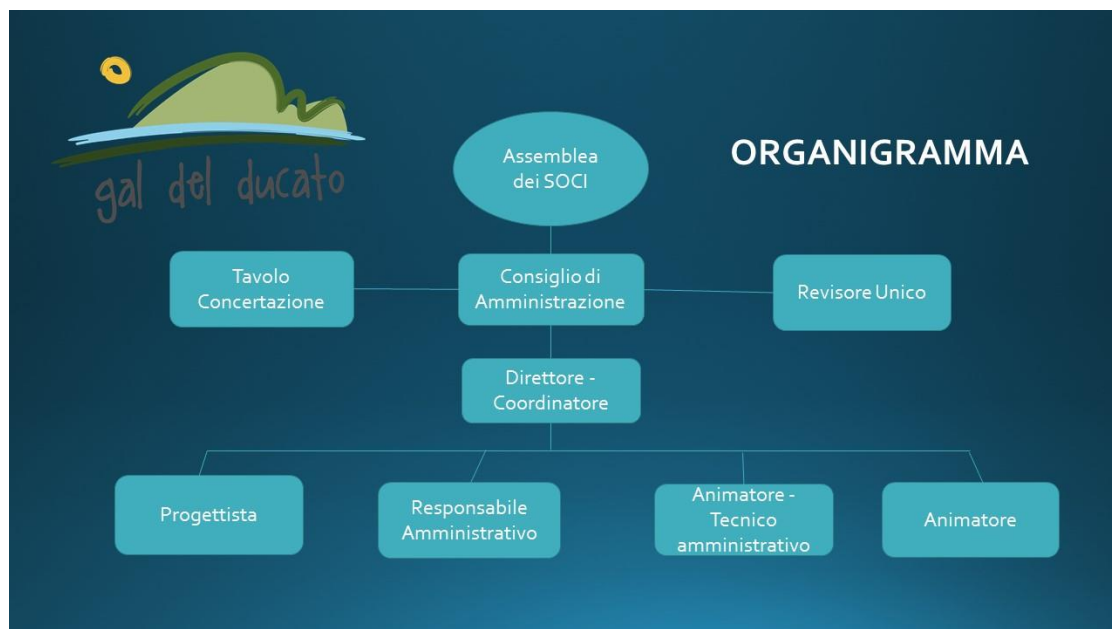 gal del ducato
ORGANIGRAMMA
Assemblea
dei SOCI
Tavolo
Concertazione
Consiglio di
Amministrazione
Revisore Unico
Direttore -
Coordinatore
Progettista
Responsabile
Amministrativo
Animatore -
Tecnico
amministrativo
Animatore